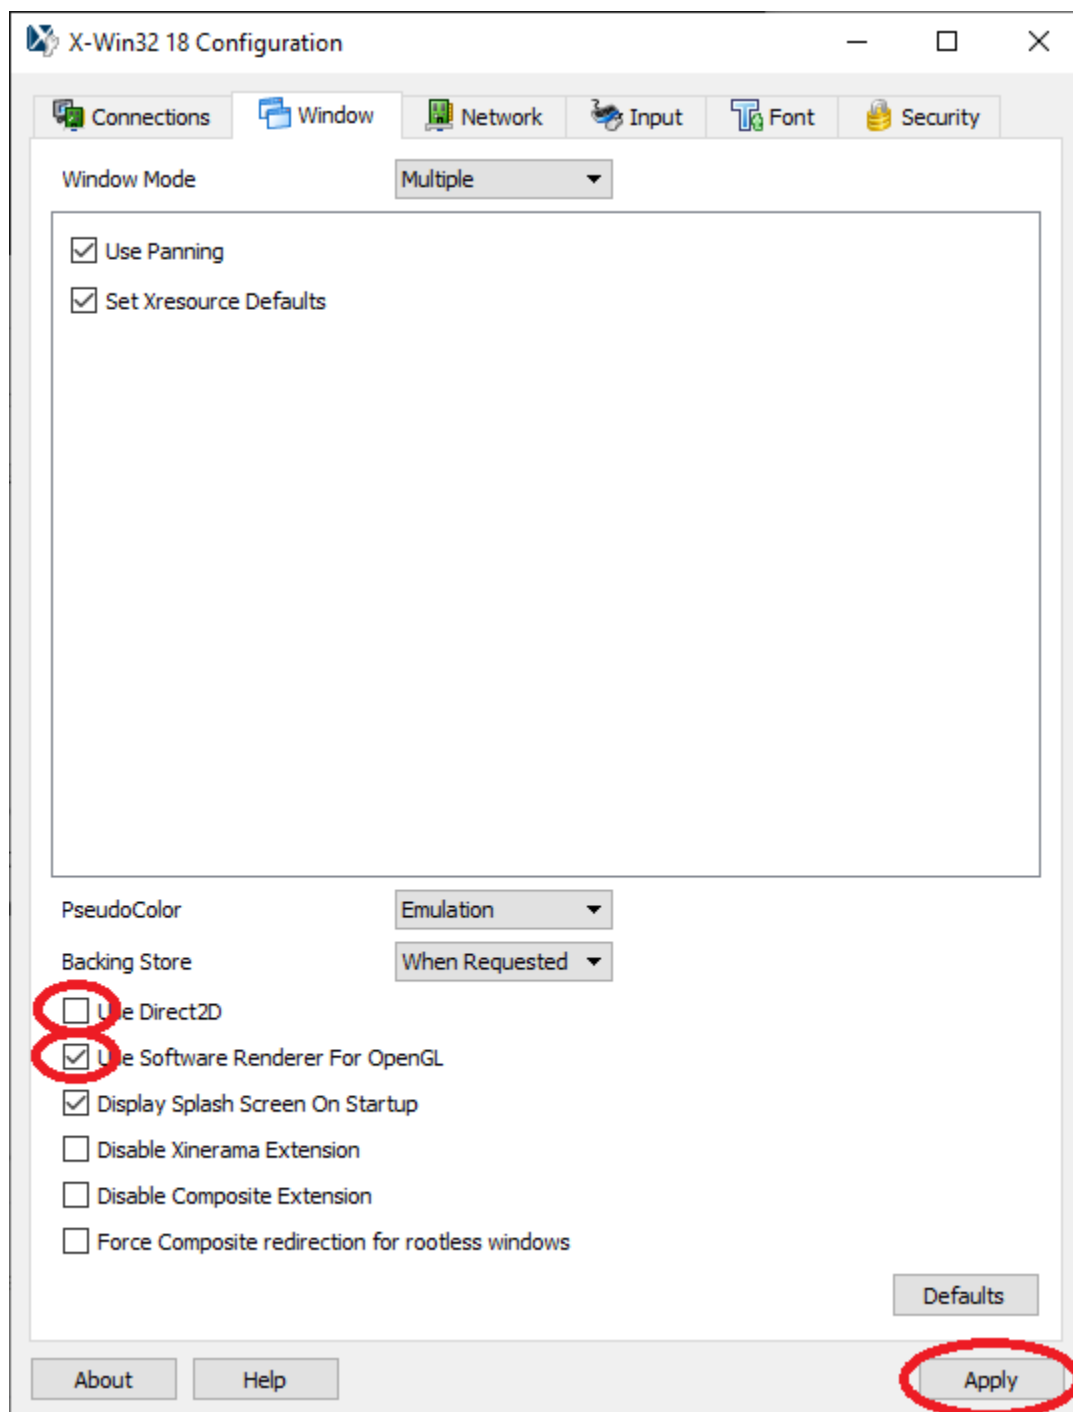 X-Win32 18 Configuration
Connections Window Network Input Font Security
Window Mode Multiple
Use Panning
Set Xresource Defaults
PseudoColor Emulation
Backing Store When Requested
Use Direct2D
Use Software Renderer For OpenGL
Display Splash Screen On Startup
Disable Xinerama Extension
Disable Composite Extension
Force Composite redirection for rootless windows
Defaults
About Help Apply